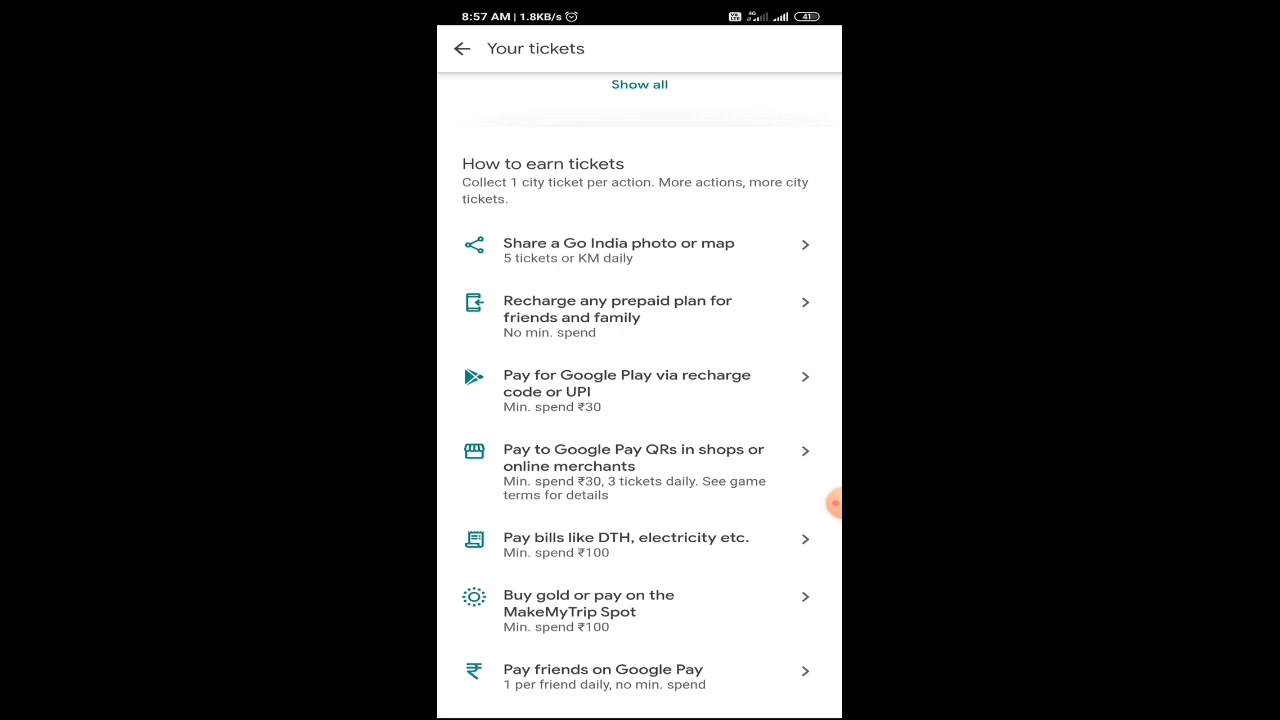 8:57 AM | 1.8KB/s
Vo LTE 4G 41
Your tickets
Show all
How to earn tickets
Collect 1 city ticket per action. More actions, more city
tickets.
Share a Go India photo or map
5 tickets or KM daily
Recharge any prepaid plan for
friends and family
No min. spend
Pay for Google Play via recharge
code or UPI
Min. spend ₹30
Pay to Google Pay QRs in shops or
online merchants
Min. spend ₹30, 3 tickets daily. See game
terms for details
Pay bills like DTH, electricity etc.
Min. spend ₹100
Buy gold or pay on the
MakeMyTrip Spot
Min. spend ₹100
Pay friends on Google Pay
1 per friend daily, no min. spend